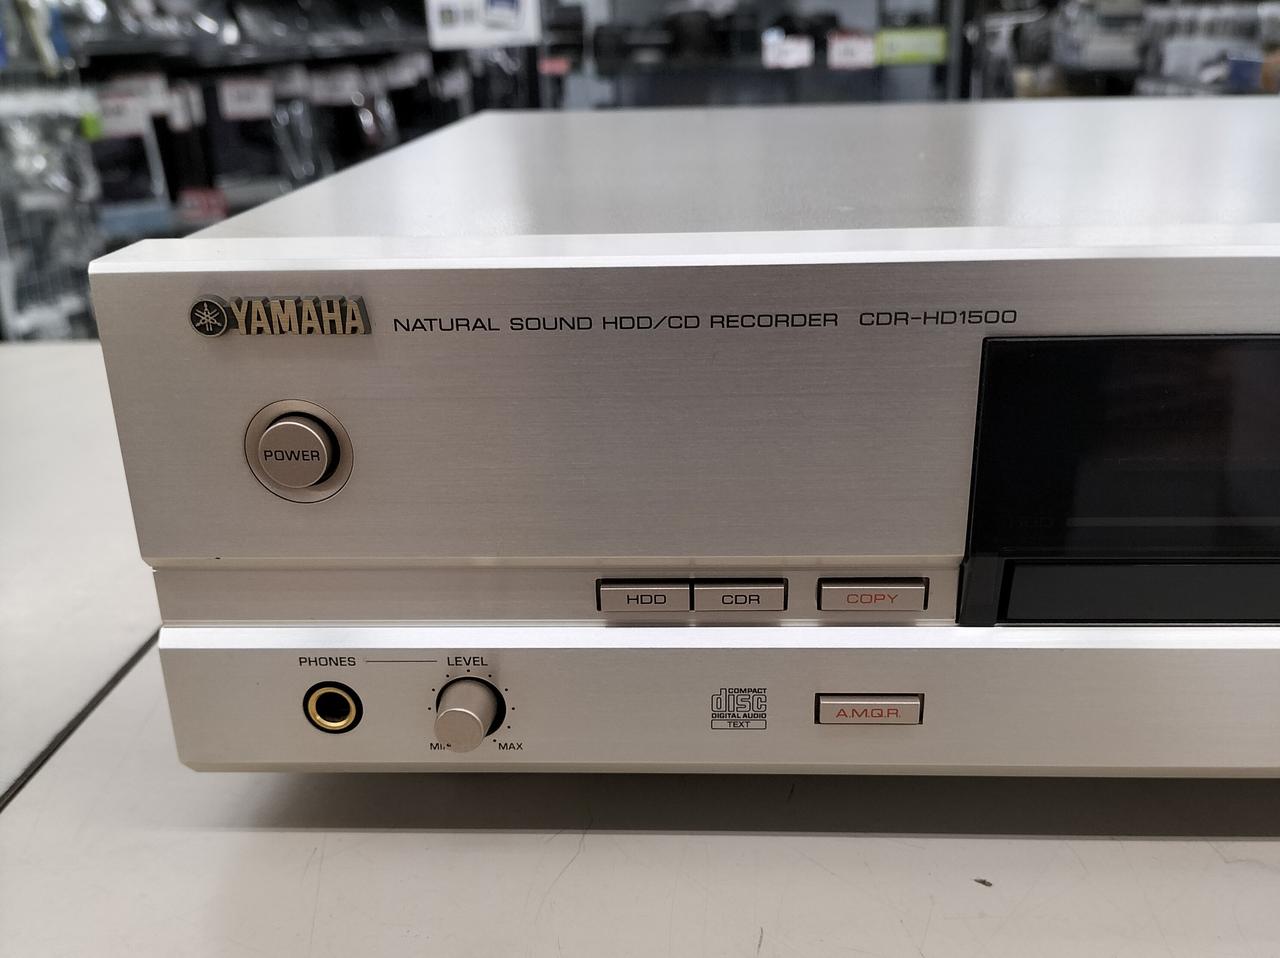 YAMAHA NATURAL SOUND HDD/CD RECORDER CDR-HD1500
POWER
HDD CDR COPY
PHONES LEVEL
COMPACT
disc
DIGITAL AUDIO
TEXT
A.M.Q.R.
MAX